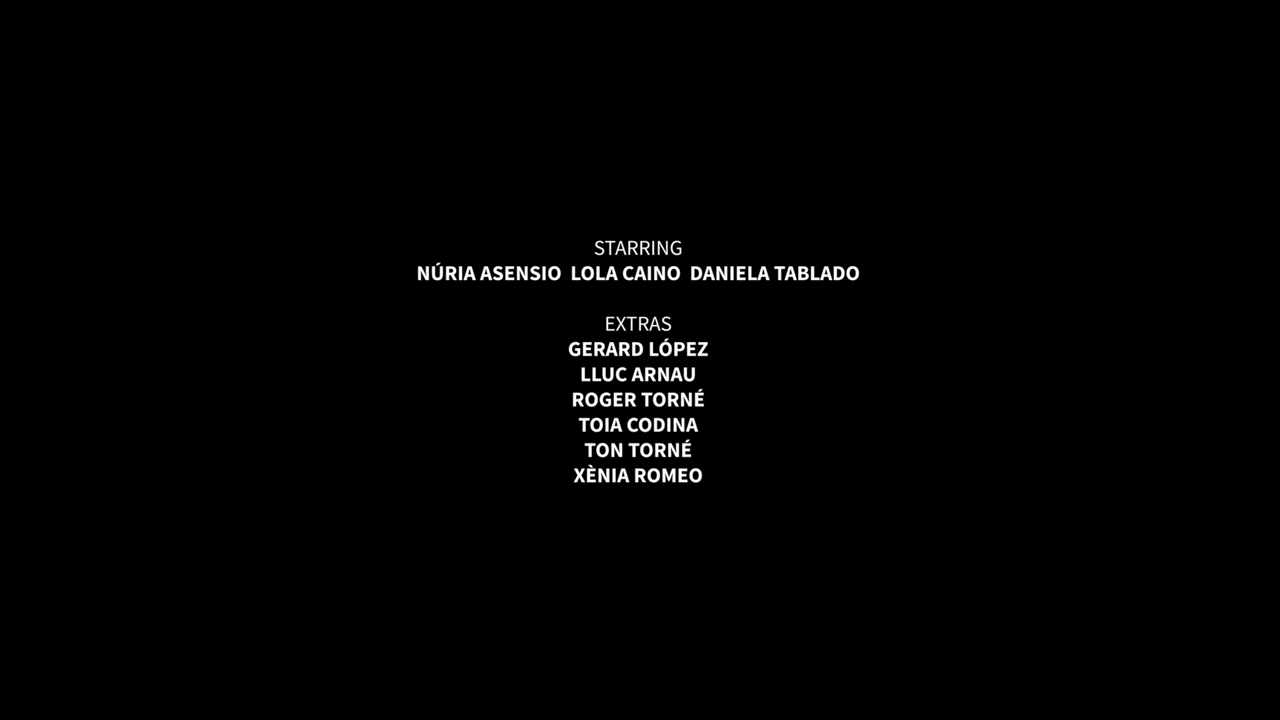 STARRING
NÚRIA ASENSIO LOLA CAINO DANIELA TABLADO
EXTRAS
GERARD LÓPEZ
LLUC ARNAU
ROGER TORNÉ
TOIA CODINA
TON TORNÉ
XÈNIA ROMEO